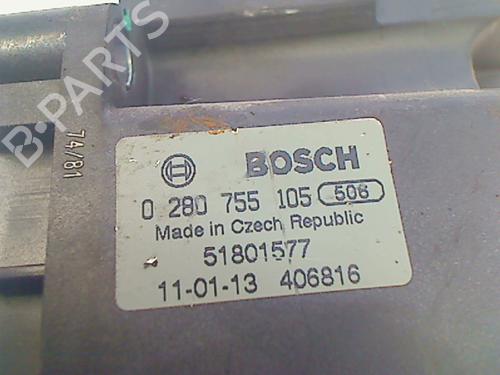 B-PARTS
74/81
BOSCH
0 280 755 105 506
Made in Czech Republic
51801577
11-01-13 406816